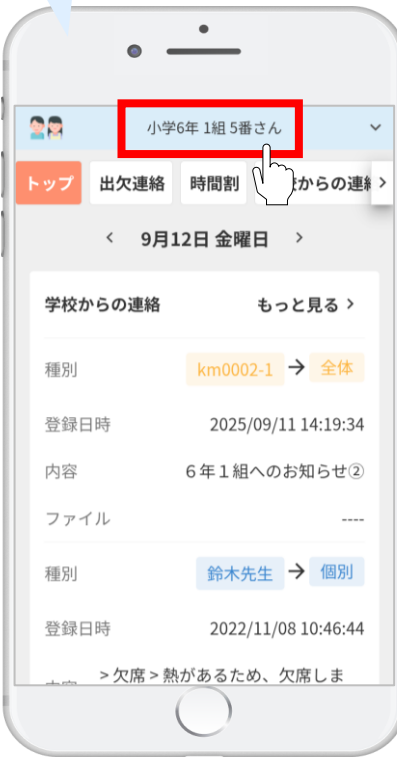 小学6年 1組 5番さん
トップ 出欠連絡 時間割 からの連絡
9月12日 金曜日
学校からの連絡 もっと見る
種別 km0002-1 → 全体
登録日時 2025/09/11 14:19:34
内容 6年1組へのお知らせ②
ファイル ----
種別 鈴木先生 → 個別
登録日時 2022/11/08 10:46:44
> 欠席 > 熱があるため、欠席しま